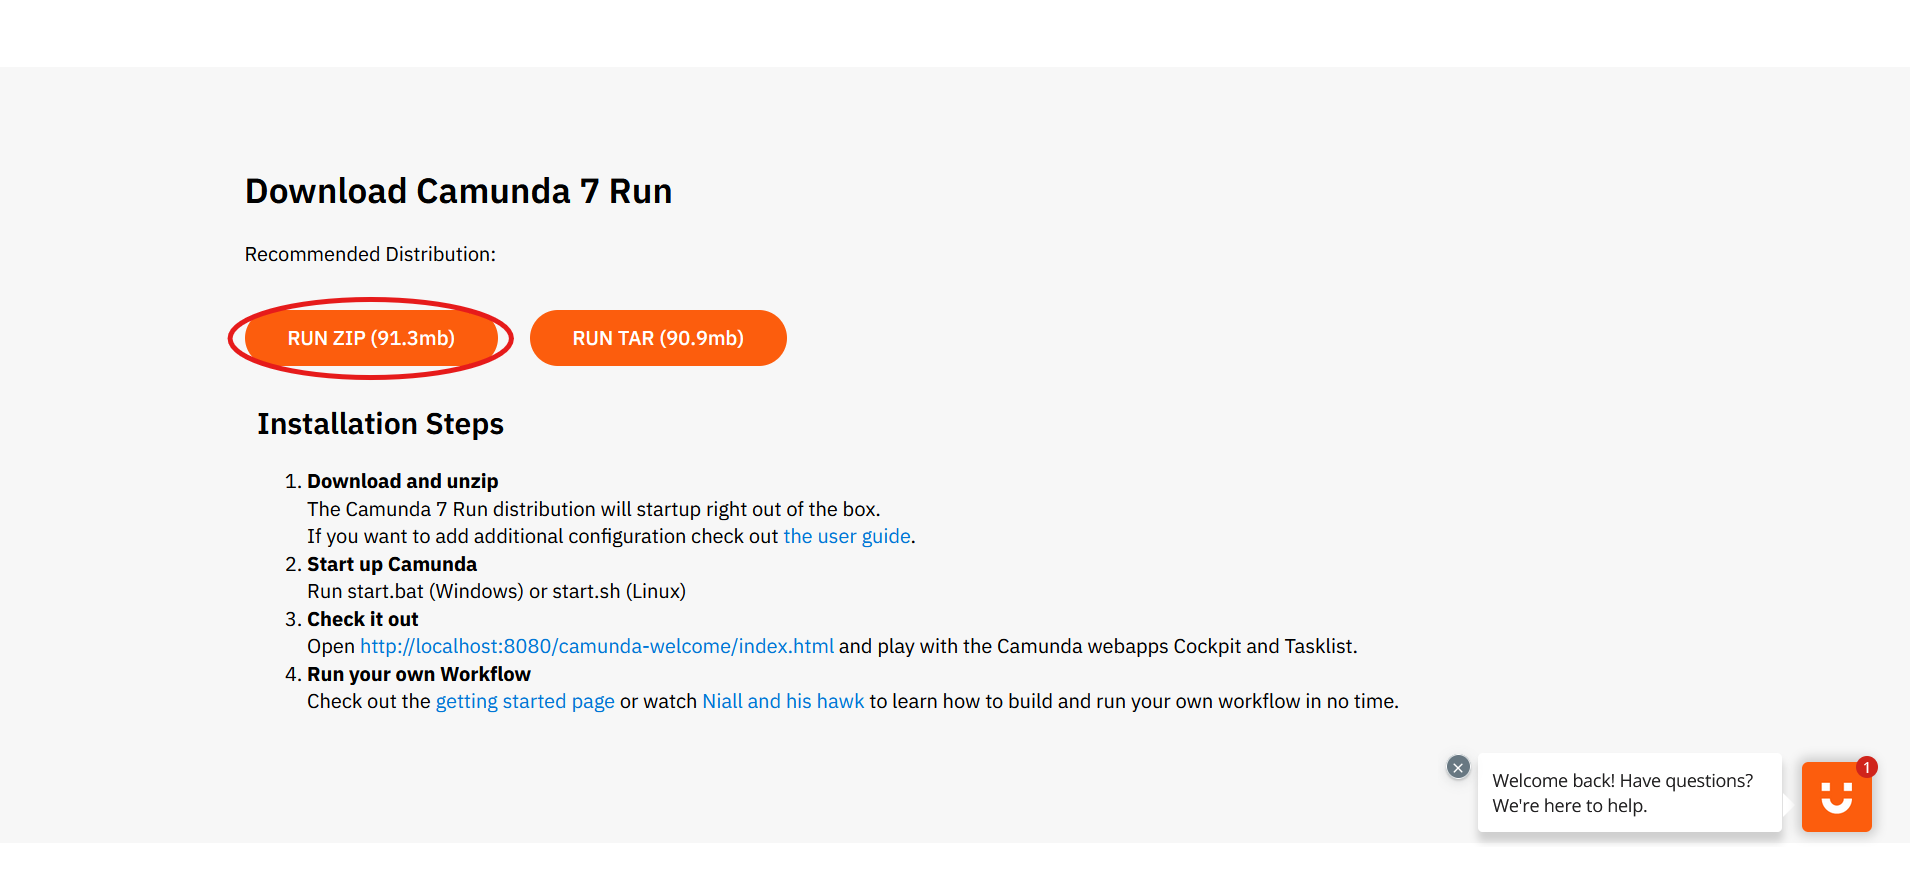 Download Camunda 7 Run
Recommended Distribution:
RUN ZIP (91.3mb)
RUN TAR (90.9mb)
Installation Steps
1. Download and unzip
The Camunda 7 Run distribution will startup right out of the box.
If you want to add additional configuration check out the user guide.
2. Start up Camunda
Run start.bat (Windows) or start.sh (Linux)
3. Check it out
Open http://localhost:8080/camunda-welcome/index.html and play with the Camunda webapps Cockpit and Tasklist.
4. Run your own Workflow
Check out the getting started page or watch Niall and his hawk to learn how to build and run your own workflow in no time.
Welcome back! Have questions?
We're here to help.
1